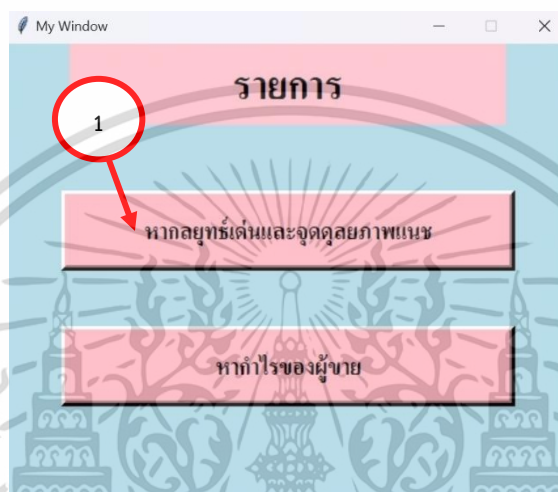 My Window
รายการ
1
หากลยุทธ์เด่นและจุดดุลยภาพแนช
หากำไรของผู้ขาย